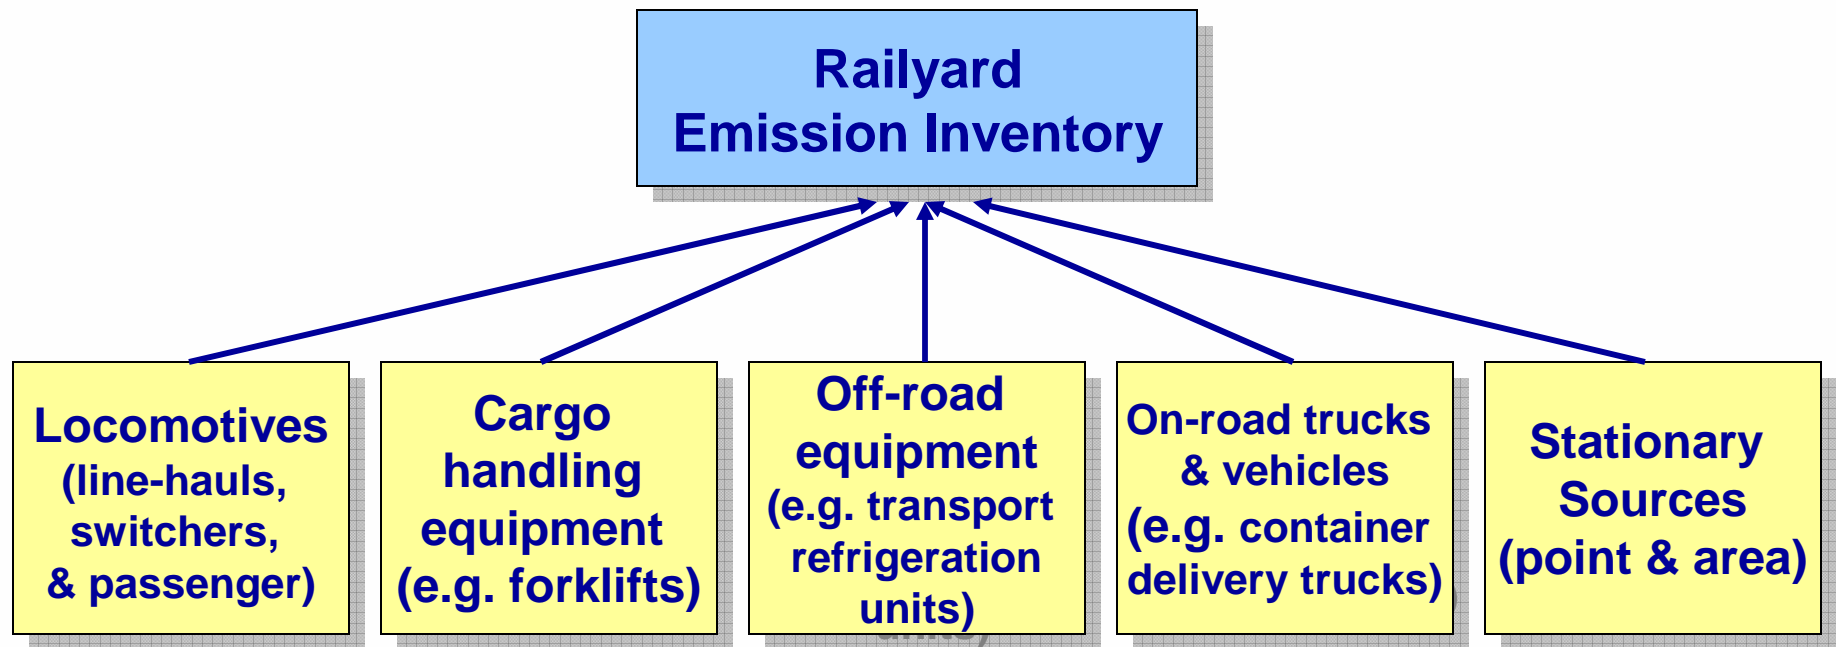 Railyard
Emission Inventory
Locomotives
(line-hauls,
switchers,
& passenger)
Cargo
handling
equipment
(e.g. forklifts)
Off-road
equipment
(e.g. transport
refrigeration
units)
On-road trucks
& vehicles
(e.g. container
delivery trucks)
Stationary
Sources
(point & area)